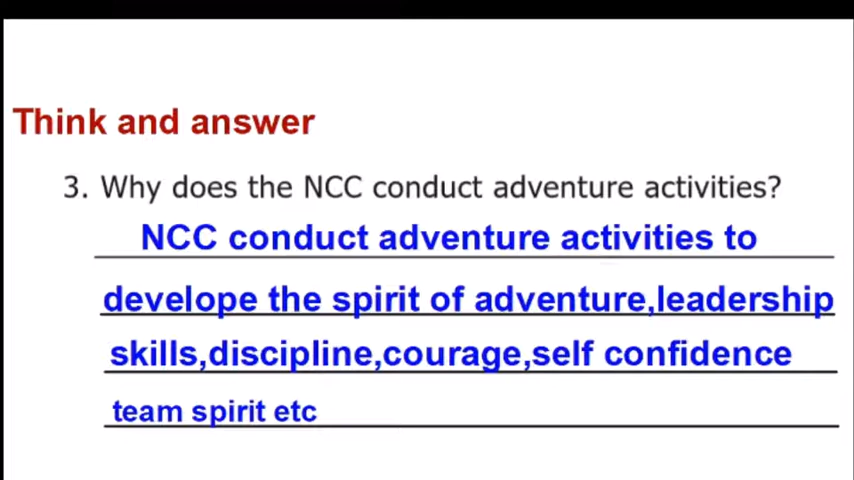 Think and answer
3. Why does the NCC conduct adventure activities?
NCC conduct adventure activities to
develope the spirit of adventure,leadership
skills,discipline,courage,self confidence
team spirit etc